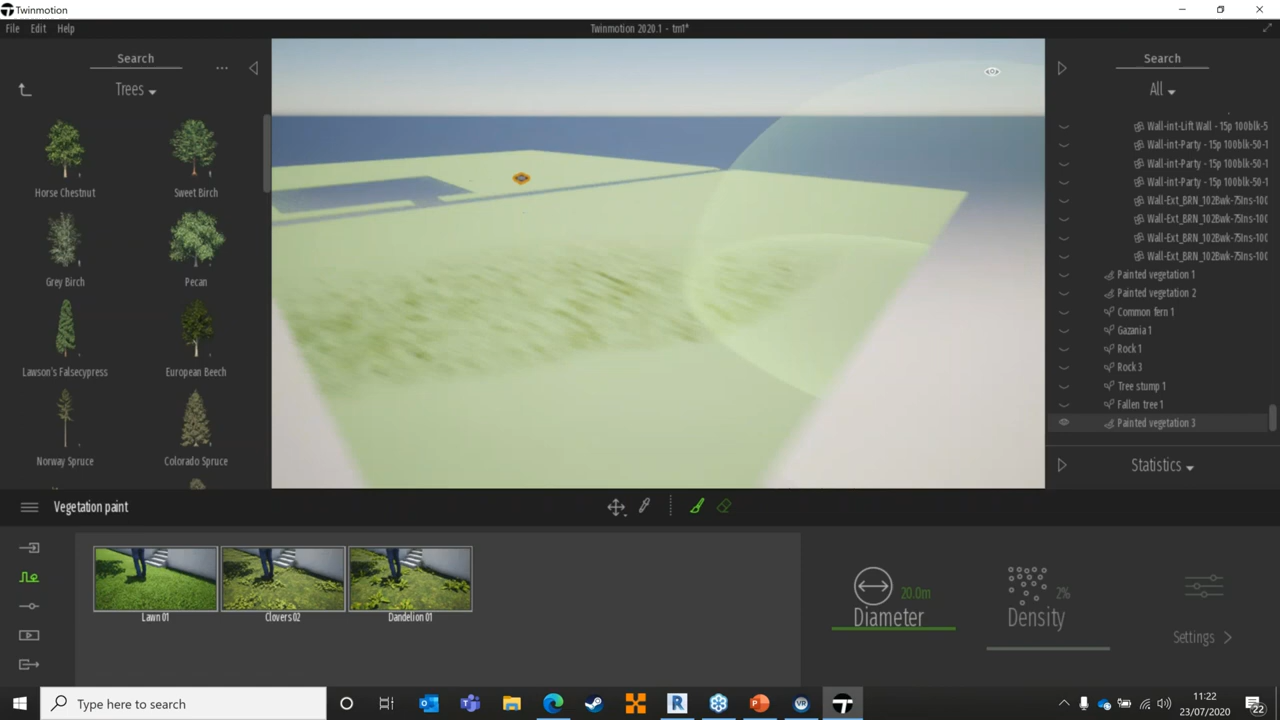 Twinmotion
File Edit Help
Twinmotion 2020.1 - tm1*
Search
...
Trees
Horse Chestnut
Sweet Birch
Grey Birch
Pecan
Lawson's Falsecypress
European Beech
Norway Spruce
Colorado Spruce
Search
All
Wall-int-Lift Wall - 15p 100blk-5
Wall-int-Party - 15p 100blk-50-1
Wall-int-Party - 15p 100blk-50-1
Wall-int-Party - 15p 100blk-50-1
Wall-Ext_BRN_102Bwk-75Ins-10
Wall-Ext_BRN_102Bwk-75Ins-100
Wall-Ext_BRN_102Bwk-75Ins-100
Wall-Ext_BRN_102Bwk-75Ins-100
Painted vegetation 1
Painted vegetation 2
Common fern 1
Gazania 1
Rock 1
Rock 3
Tree stump 1
Fallen tree 1
Painted vegetation 3
Statistics
Vegetation paint
Lawn 01
Clovers 02
Dandelion 01
20.0m
Diameter
2%
Density
Settings
Type here to search
11:22
23/07/2020
22